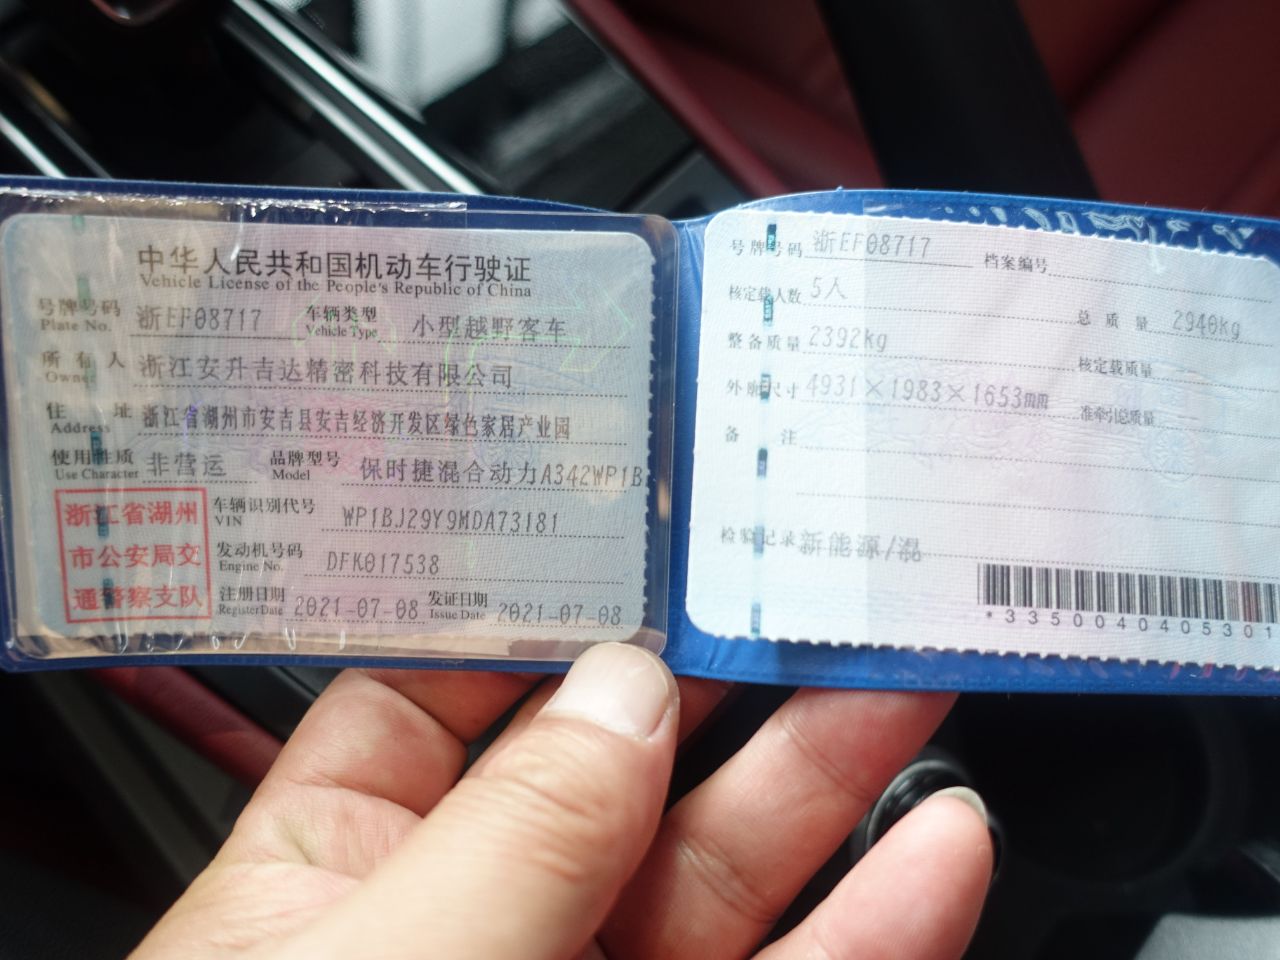 中华人民共和国机动车行驶证
Vehicle License of the People's Republic of China
号牌号码 浙EF08717 车辆类型 小型越野客车
Plate No. Vehicle Type
所有人 浙江安升吉达精密科技有限公司
Owner
住址 浙江省湖州市安吉县安吉经济开发区绿色家居产业园
Address
使用性质 非营运 品牌型号 保时捷混合动力A342WP1B
Use Character Model
浙江省湖州
市公安局交
通警察支队
车辆识别代号 WP1BJ29Y9MDA73181
VIN
发动机号码 DFK017538
Engine No.
注册日期 2021-07-08 发证日期 2021-07-08
Register Date Issue Date
号牌号码 浙EF08717 档案编号
核定载人数 5人 总质量 2940kg
整备质量 2392kg 核定载质量
外廓尺寸 4931×1983×1653mm 准牵引总质量
备注
检验记录 新能源/混
*3350040405301